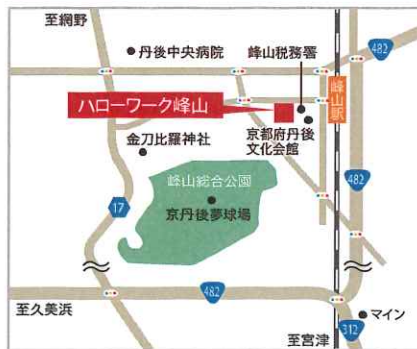 至網野
丹後中央病院
峰山税務署
482
ハローワーク峰山
峰山駅
京都府丹後
文化会館
金刀比羅神社
峰山総合公園
17
京丹後夢球場
482
482
至久美浜
マイン
312
至宮津